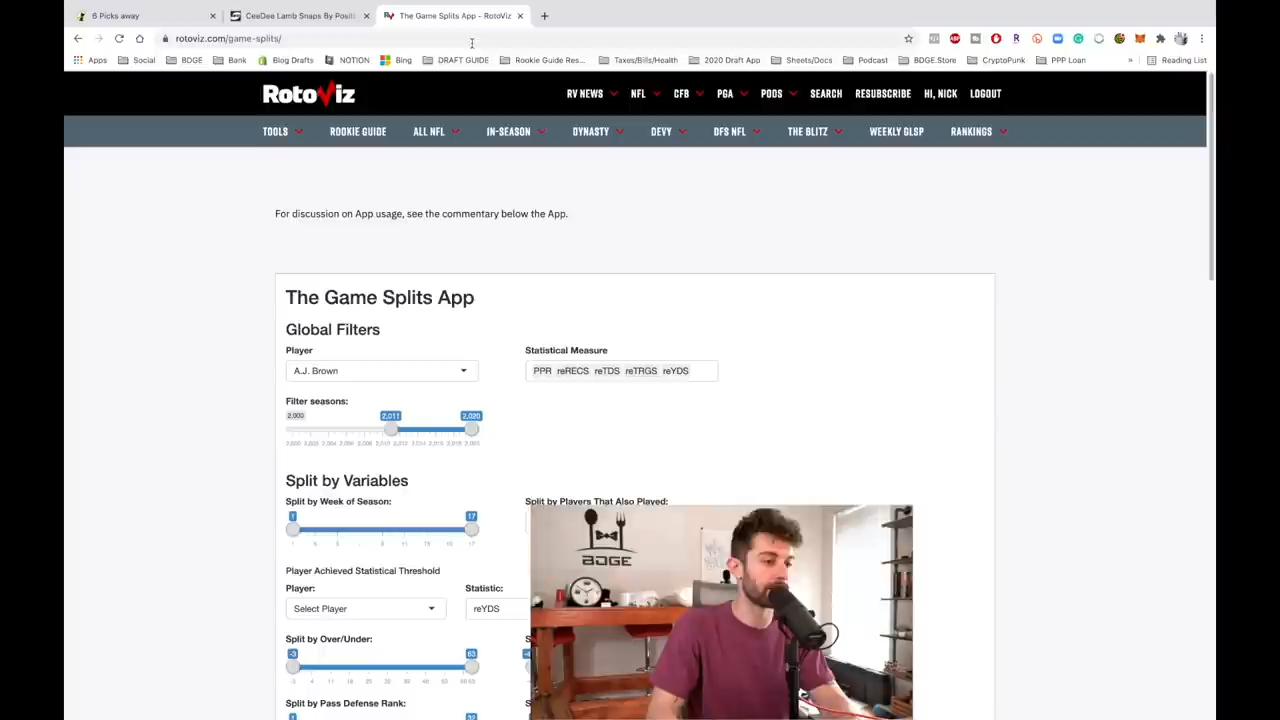 6 Picks away
CeeDee Lamb Snaps By Positi
The Game Splits App - RotoViz
rotoviz.com/game-splits/
Apps Social BDGE Bank Blog Drafts NOTION Bing DRAFT GUIDE Rookie Guide Res... Taxes/Bills/Health 2020 Draft App Sheets/Docs Podcast BDGE.Store CryptoPunk PPP Loan » Reading List
RotoViz
RV NEWS NFL CFB PGA PODS SEARCH RESUBSCRIBE HI, NICK LOGOUT
TOOLS ROOKIE GUIDE ALL NFL IN-SEASON DYNASTY DEVY DFS NFL THE BLITZ WEEKLY GLSP RANKINGS
For discussion on App usage, see the commentary below the App.
The Game Splits App
Global Filters
Player Statistical Measure
A.J. Brown PPR reRECS reTDS reTRGS reYDS
Filter seasons:
2,000 2,011 2,020
Split by Variables
Split by Week of Season: Split by Players That Also Played:
1 17
Player Achieved Statistical Threshold
Player: Statistic:
Select Player reYDS
Split by Over/Under:
-3 63
Split by Pass Defense Rank:
1 32
BDGE